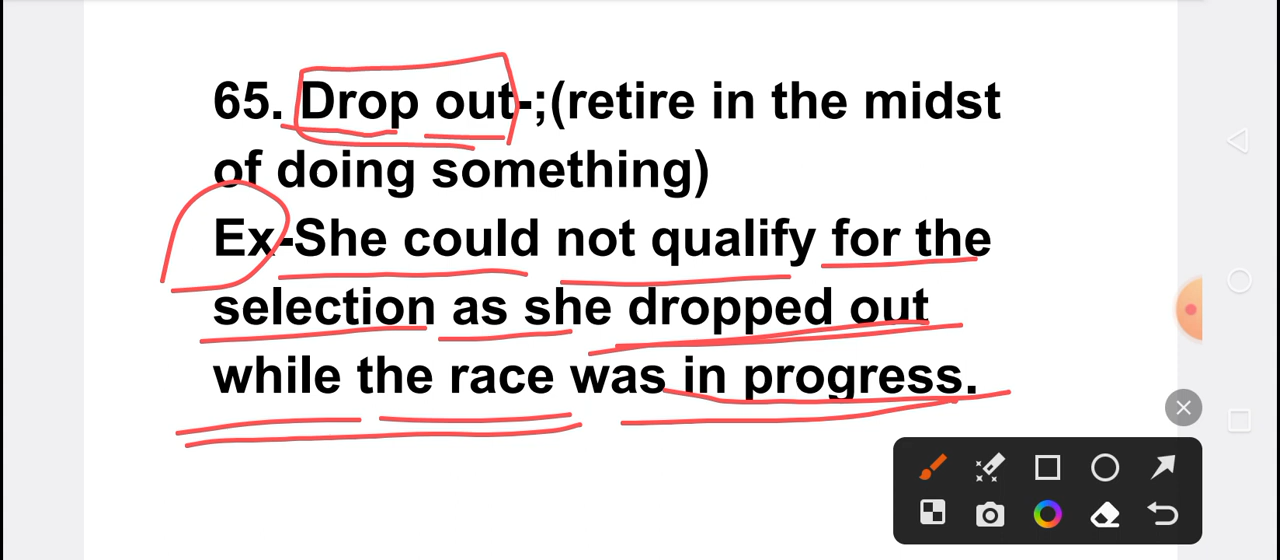 65. Drop out-;(retire in the midst
of doing something)
Ex-She could not qualify for the
selection as she dropped out
while the race was in progress.